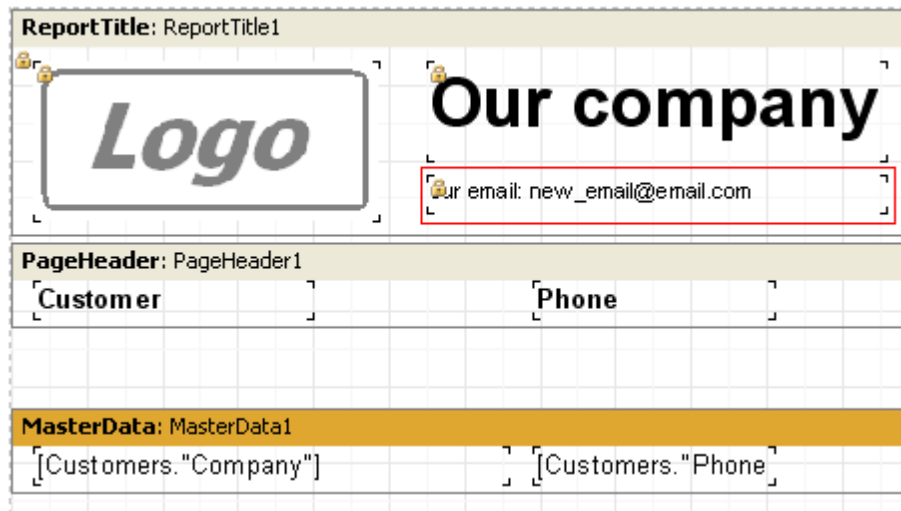 ReportTitle: ReportTitle1
Logo
Our company
ur email: new_email@email.com
PageHeader: PageHeader1
Customer Phone
MasterData: MasterData1
[Customers."Company"] [Customers."Phone